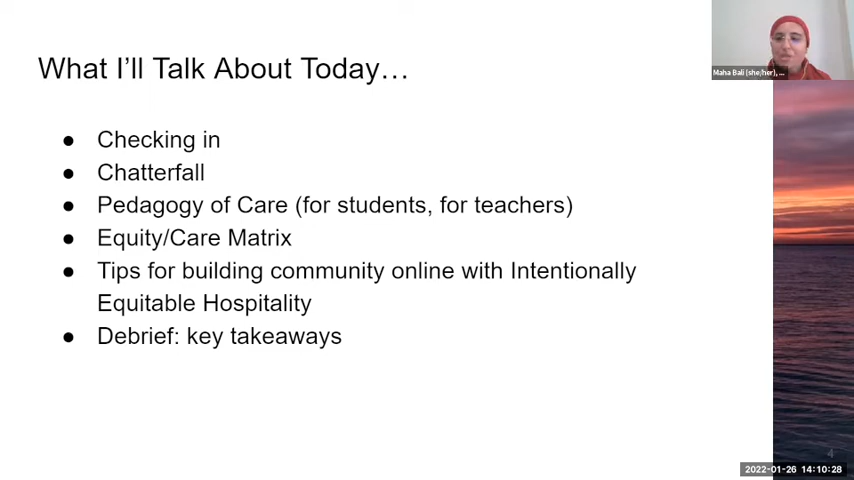 What I'll Talk About Today…
Maha Bali (she/her), ...
● Checking in
● Chatterfall
● Pedagogy of Care (for students, for teachers)
● Equity/Care Matrix
● Tips for building community online with Intentionally
Equitable Hospitality
● Debrief: key takeaways
4
2022-01-26 14:10:28